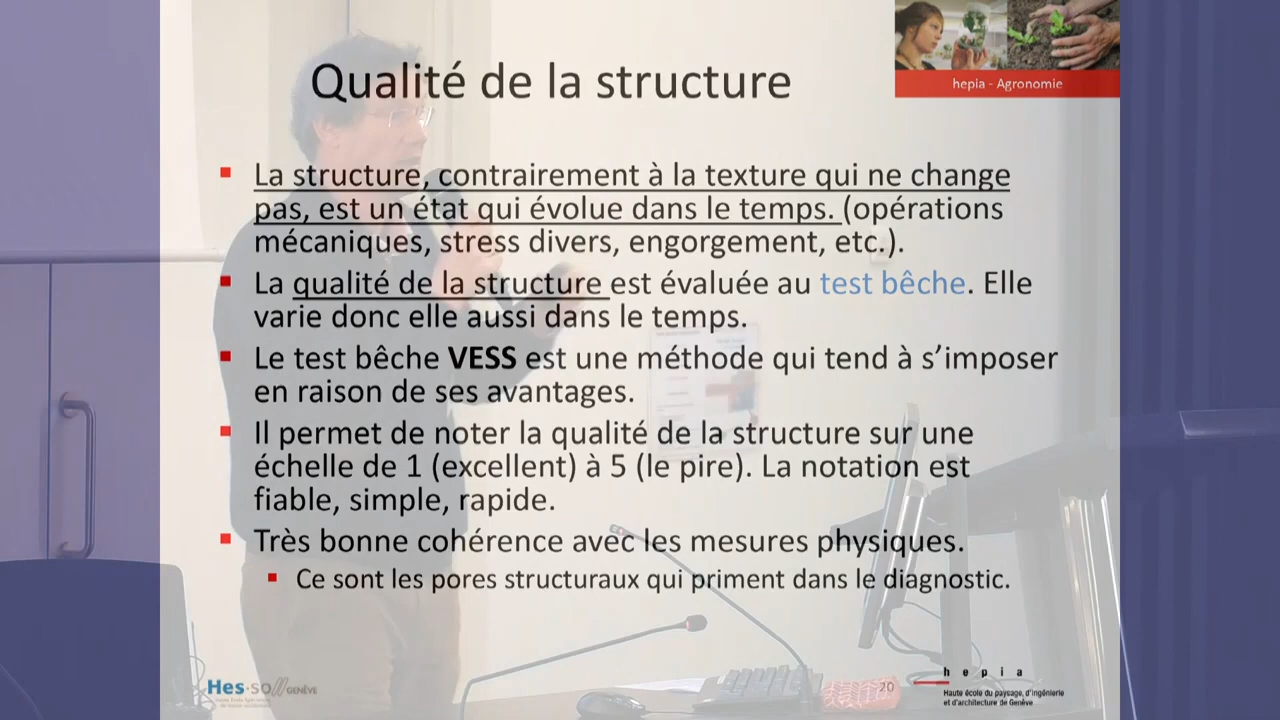 Qualité de la structure
hepia - Agronomie
La structure, contrairement à la texture qui ne change
pas, est un état qui évolue dans le temps. (opérations
mécaniques, stress divers, engorgement, etc.).
La qualité de la structure est évaluée au test bêche. Elle
varie donc elle aussi dans le temps.
Le test bêche VESS est une méthode qui tend à s'imposer
en raison de ses avantages.
Il permet de noter la qualité de la structure sur une
échelle de 1 (excellent) à 5 (le pire). La notation est
fiable, simple, rapide.
Très bonne cohérence avec les mesures physiques.
Ce sont les pores structuraux qui priment dans le diagnostic.
Hes·so// GENÈVE
20
h e p i a
Haute école du paysage, d'ingénierie
et d'architecture de Genève